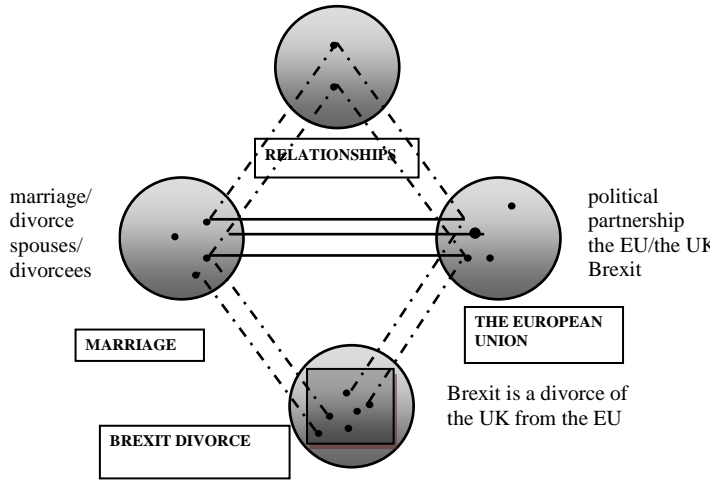 RELATIONSHIPS
marriage/
divorce
spouses/
divorcees
political
partnership
the EU/the UK
Brexit
MARRIAGE
THE EUROPEAN
UNION
Brexit is a divorce of
the UK from the EU
BREXIT DIVORCE